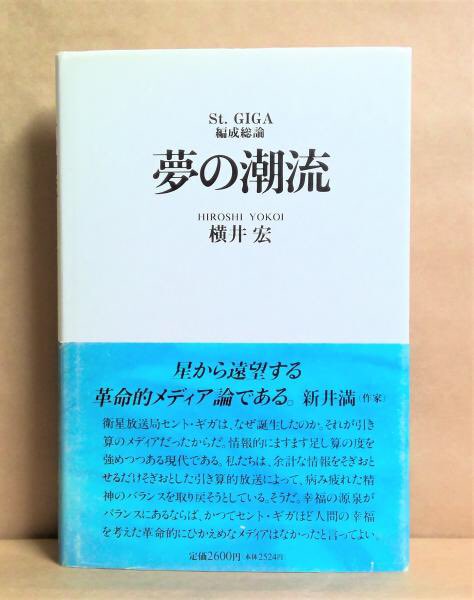 St. GIGA
編成総論
夢の潮流
HIROSHI YOKOI
横井 宏
星から遠望する
革命的メディア論である。 新井満(作家)
衛星放送局セント・ギガは、なぜ誕生したのか。それが引き
算のメディアだったからだ。情報的にますます足し算の度を
強めつつある現代である。私たちは、余計な情報をそぎおと
せるだけそぎおとした引き算的放送によって、病み疲れた精
神のバランスを取り戻そうとしている。そうだ。幸福の源泉が
バランスにあるならば、かつてセント・ギガほど人間の幸福
を考えた革命的にひかえめなメディアはなかったと言ってよい。
定価2600円 本体2524円